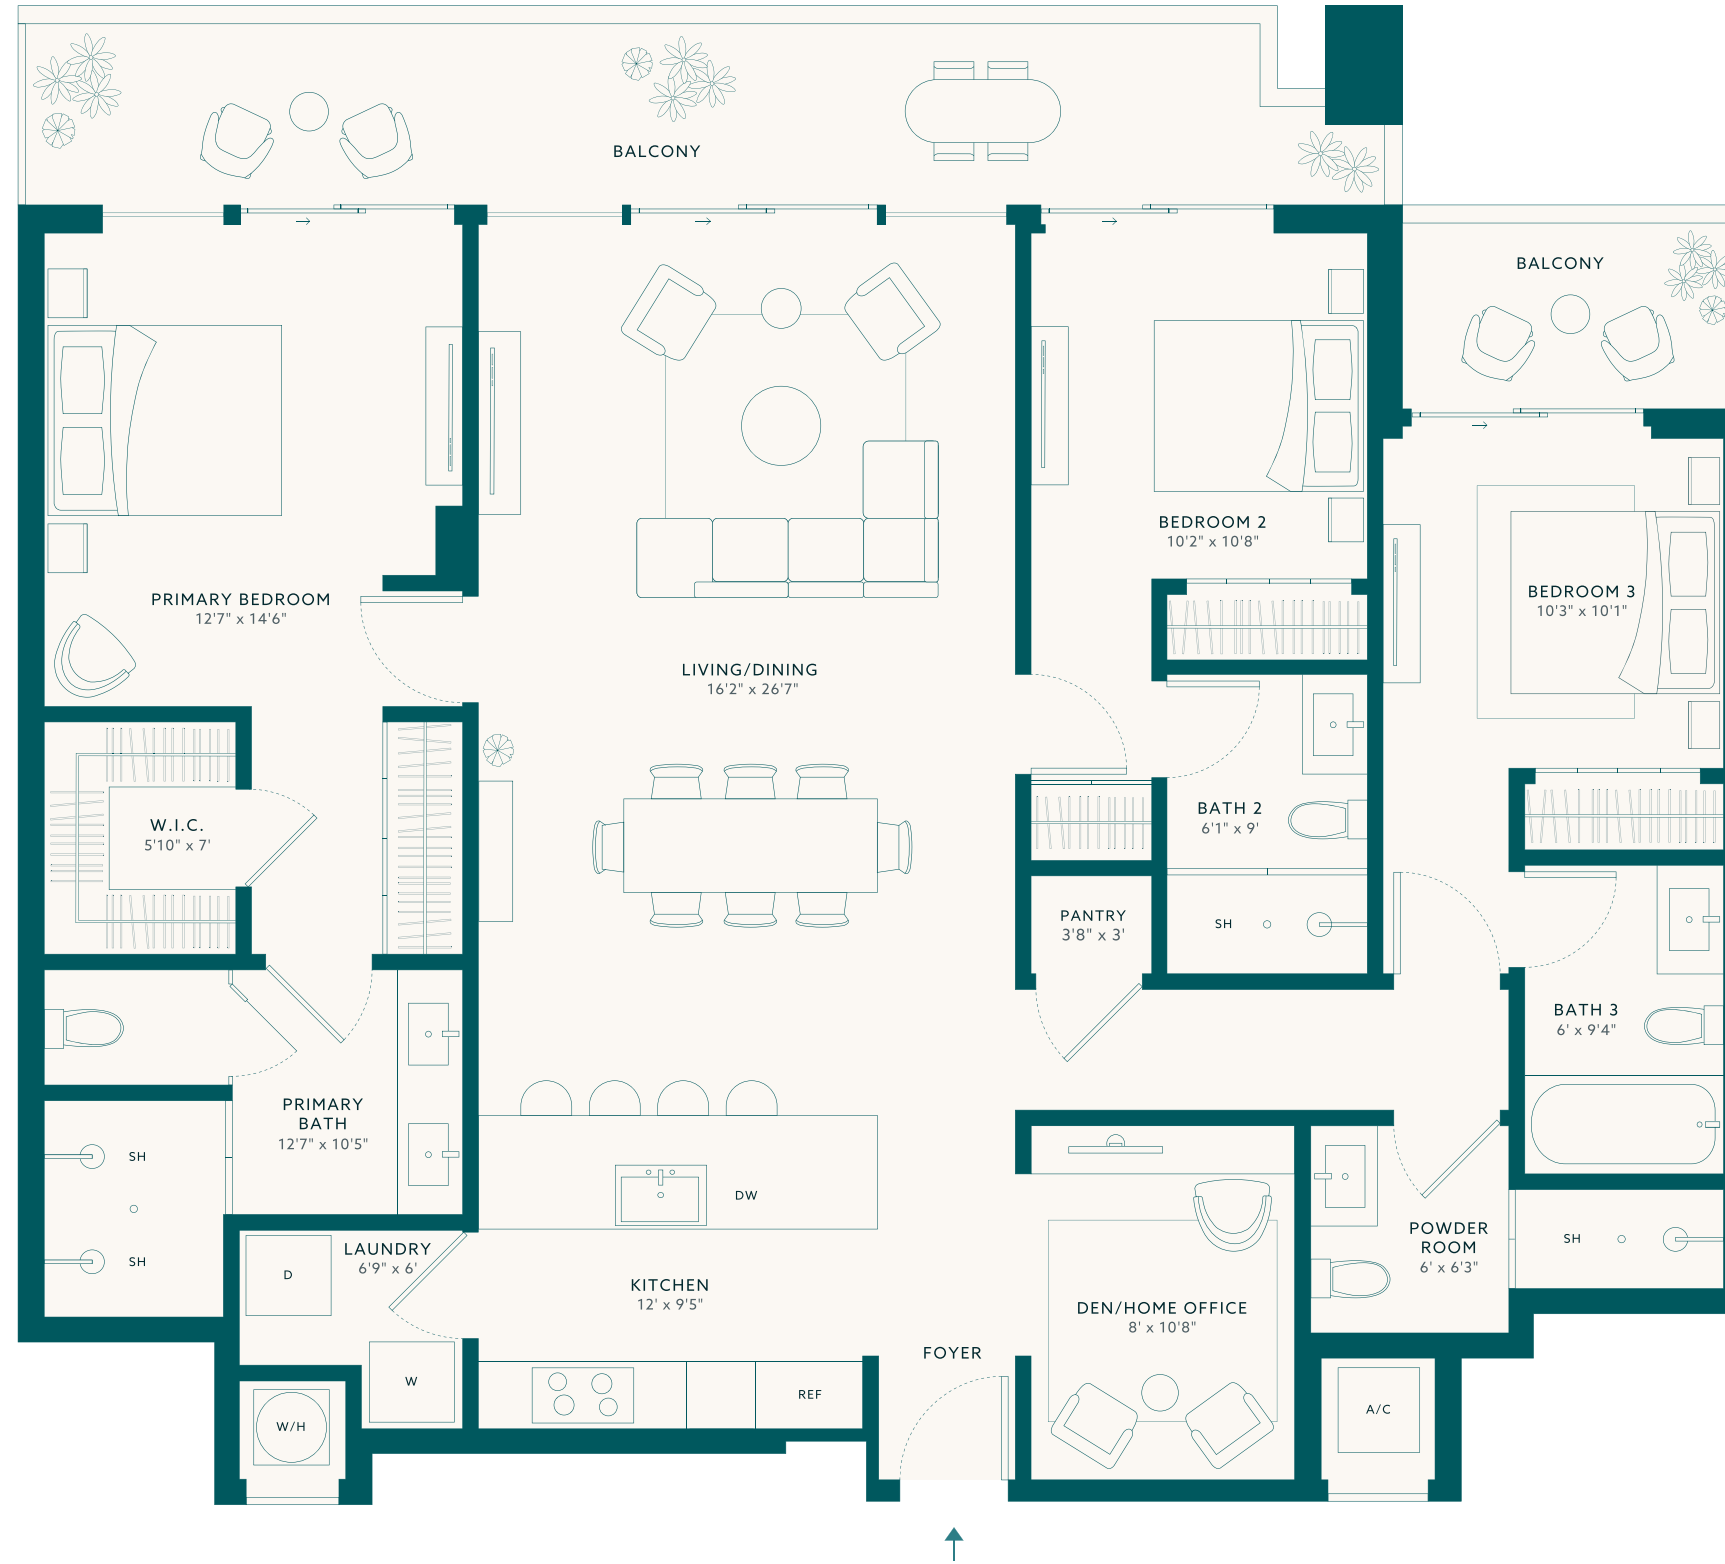 BALCONY
BALCONY
BEDROOM 2
10'2" x 10'8"
BEDROOM 3
10'3" x 10'1"
PRIMARY BEDROOM
12'7" x 14'6"
LIVING/DINING
16'2" x 26'7"
W.I.C.
5'10" x 7'
BATH 2
6'1" x 9'
SH
PANTRY
3'8" x 3'
BATH 3
6' x 9'4"
PRIMARY
BATH
12'7" x 10'5"
SH
SH
DW
LAUNDRY
6'9" x 6'
D
W
W/H
KITCHEN
12' x 9'5"
REF
FOYER
DEN/HOME OFFICE
8' x 10'8"
POWDER
ROOM
6' x 6'3"
SH
A/C